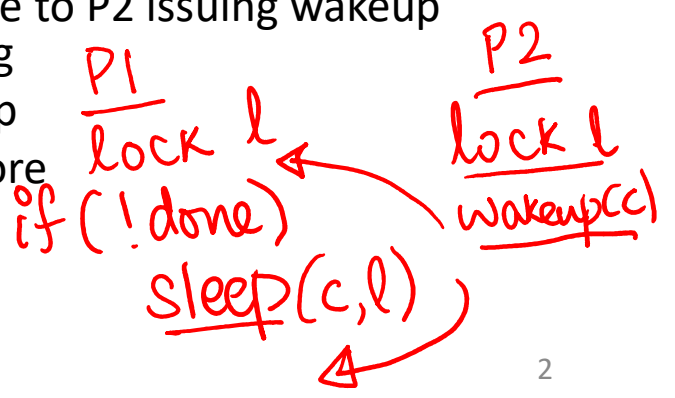 e to P2 issuing wakeup
g
p
ore
P1
lock l
if (!done)
sleep(c,l)
P2
lock l
wakeup(c)
2